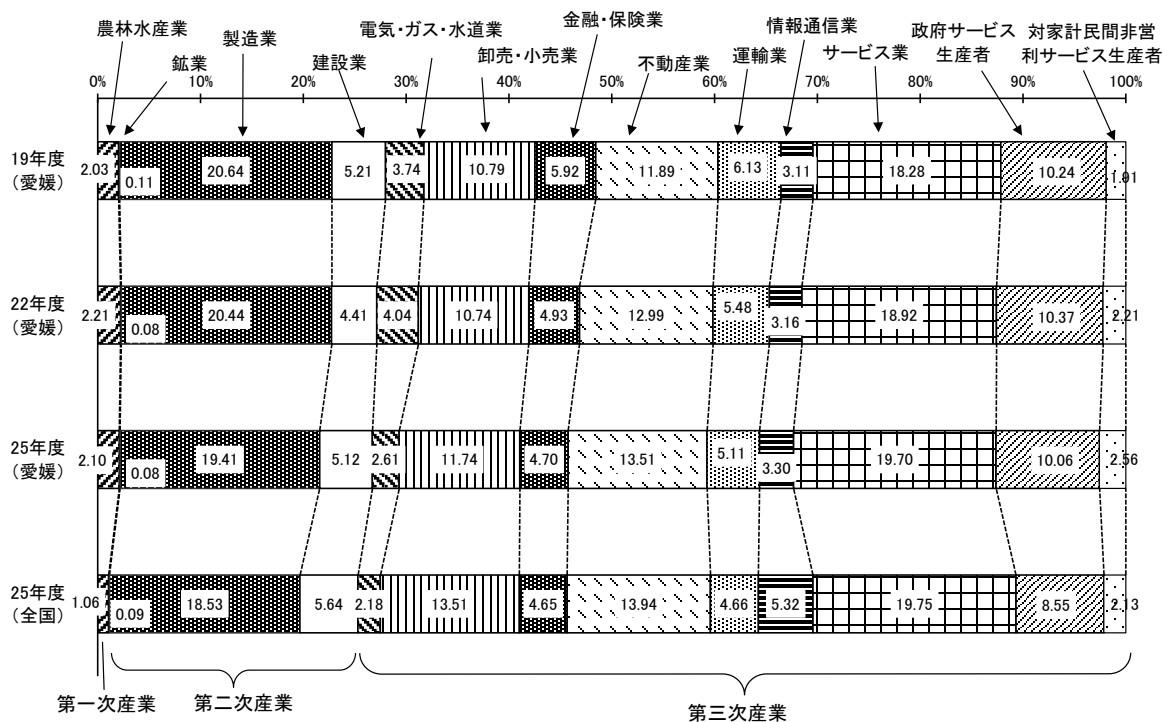 農林水産業
鉱業
製造業
建設業
電気・ガス・水道業
卸売・小売業
金融・保険業
不動産業
運輸業
情報通信業
サービス業
政府サービス
生産者
対家計民間非営
利サービス生産者
0% 10% 20% 30% 40% 50% 60% 70% 80% 90% 100%
19年度
(愛媛)
2.03 0.11 20.64 5.21 3.74 10.79 5.92 11.89 6.13 3.11 18.28 10.24 1.91
22年度
(愛媛)
2.21 0.08 20.44 4.41 4.04 10.74 4.93 12.99 5.48 3.16 18.92 10.37 2.21
25年度
(愛媛)
2.10 0.08 19.41 5.12 2.61 11.74 4.70 13.51 5.11 3.30 19.70 10.06 2.56
25年度
(全国)
1.06 0.09 18.53 5.64 2.18 13.51 4.65 13.94 4.66 5.32 19.75 8.55 2.13
第一次産業
第二次産業
第三次産業